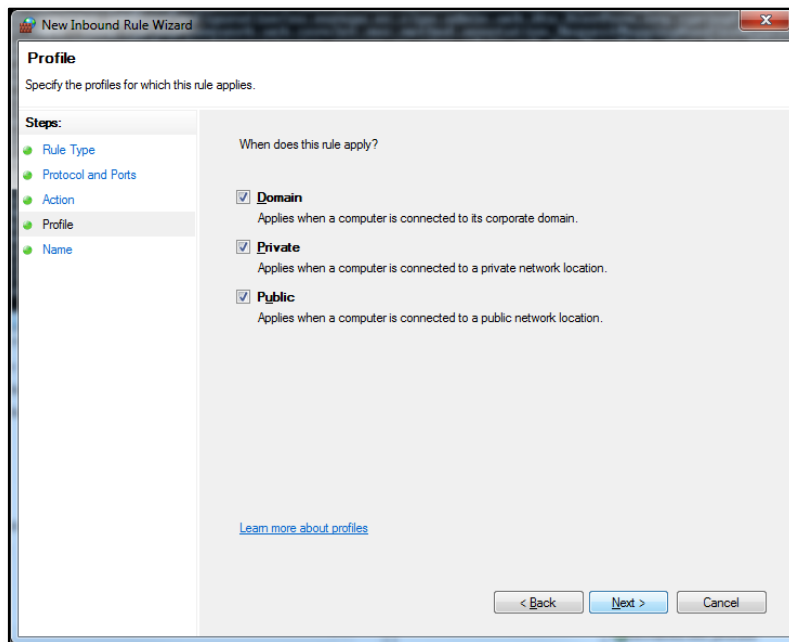 New Inbound Rule Wizard
Profile
Specify the profiles for which this rule applies.
Steps:
Rule Type
Protocol and Ports
Action
Profile
Name
When does this rule apply?
Domain
Applies when a computer is connected to its corporate domain.
Private
Applies when a computer is connected to a private network location.
Public
Applies when a computer is connected to a public network location.
Learn more about profiles
< Back
Next >
Cancel